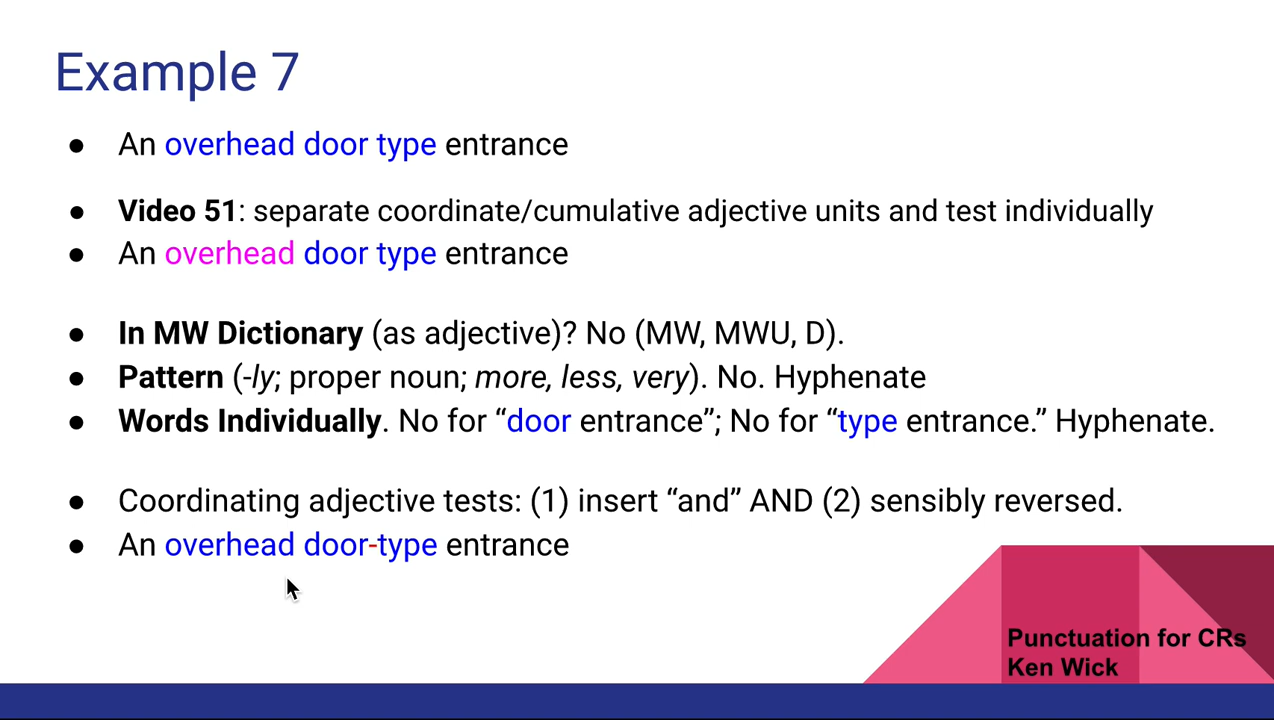 Example 7
● An overhead door type entrance
● Video 51: separate coordinate/cumulative adjective units and test individually
● An overhead door type entrance
● In MW Dictionary (as adjective)? No (MW, MWU, D).
● Pattern (-ly; proper noun; more, less, very). No. Hyphenate
● Words Individually. No for “door entrance”; No for “type entrance.” Hyphenate.
● Coordinating adjective tests: (1) insert “and” AND (2) sensibly reversed.
● An overhead door-type entrance
Punctuation for CRs
Ken Wick